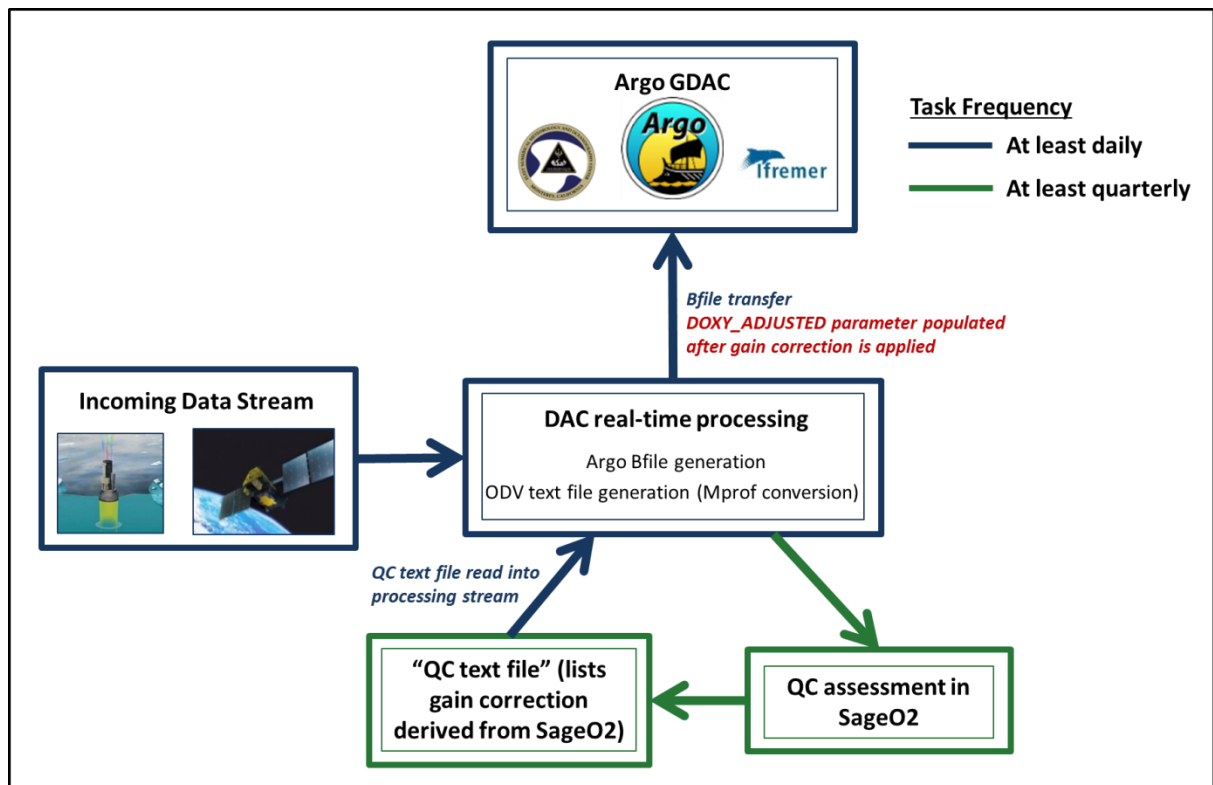 Argo GDAC
Argo
Ifremer
Task Frequency
At least daily
At least quarterly
Bfile transfer
DOXY_ADJUSTED parameter populated
after gain correction is applied
Incoming Data Stream
DAC real-time processing
Argo Bfile generation
ODV text file generation (Mprof conversion)
QC text file read into
processing stream
“QC text file” (lists
gain correction
derived from SageO2)
QC assessment in
SageO2